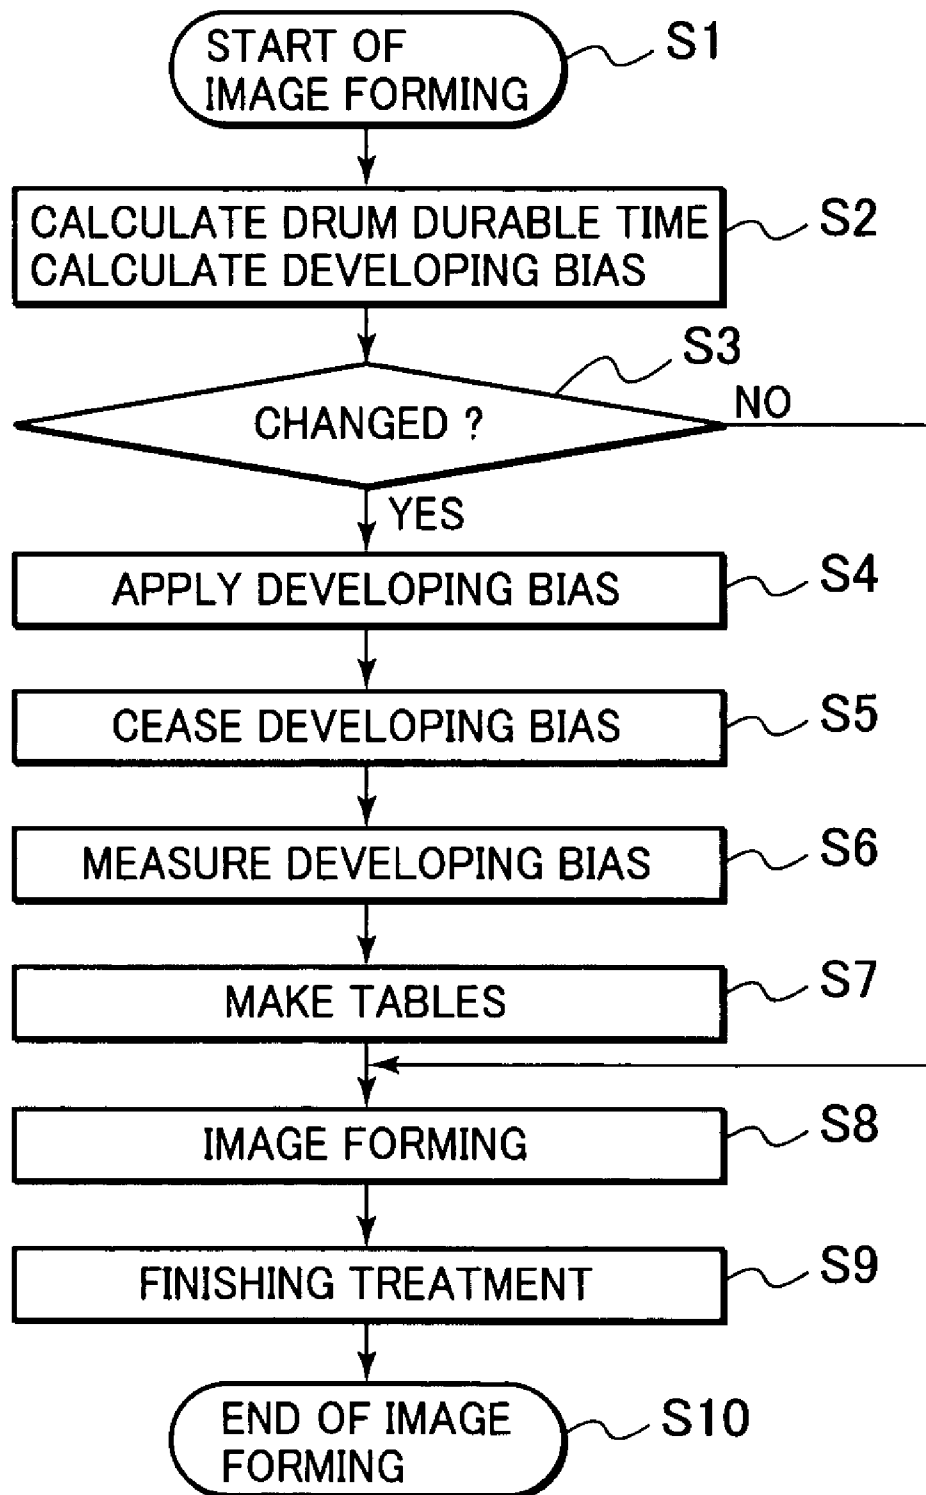 START OF
IMAGE FORMING
S1
CALCULATE DRUM DURABLE TIME
CALCULATE DEVELOPING BIAS
S2
S3
CHANGED ?
NO
YES
APPLY DEVELOPING BIAS
S4
CEASE DEVELOPING BIAS
S5
MEASURE DEVELOPING BIAS
S6
MAKE TABLES
S7
IMAGE FORMING
S8
FINISHING TREATMENT
S9
END OF IMAGE
FORMING
S10